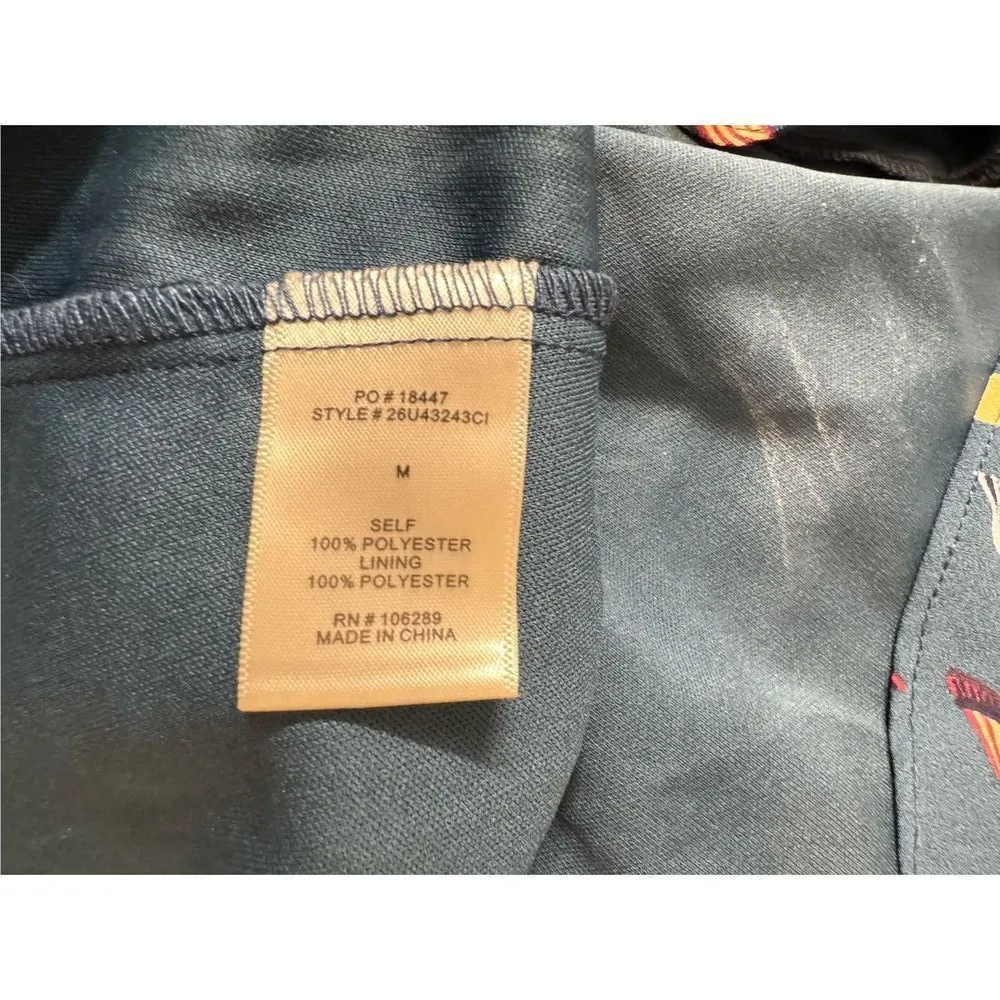 PO # 18447
STYLE # 26U43243CI
M
SELF
100% POLYESTER
LINING
100% POLYESTER
RN # 106289
MADE IN CHINA